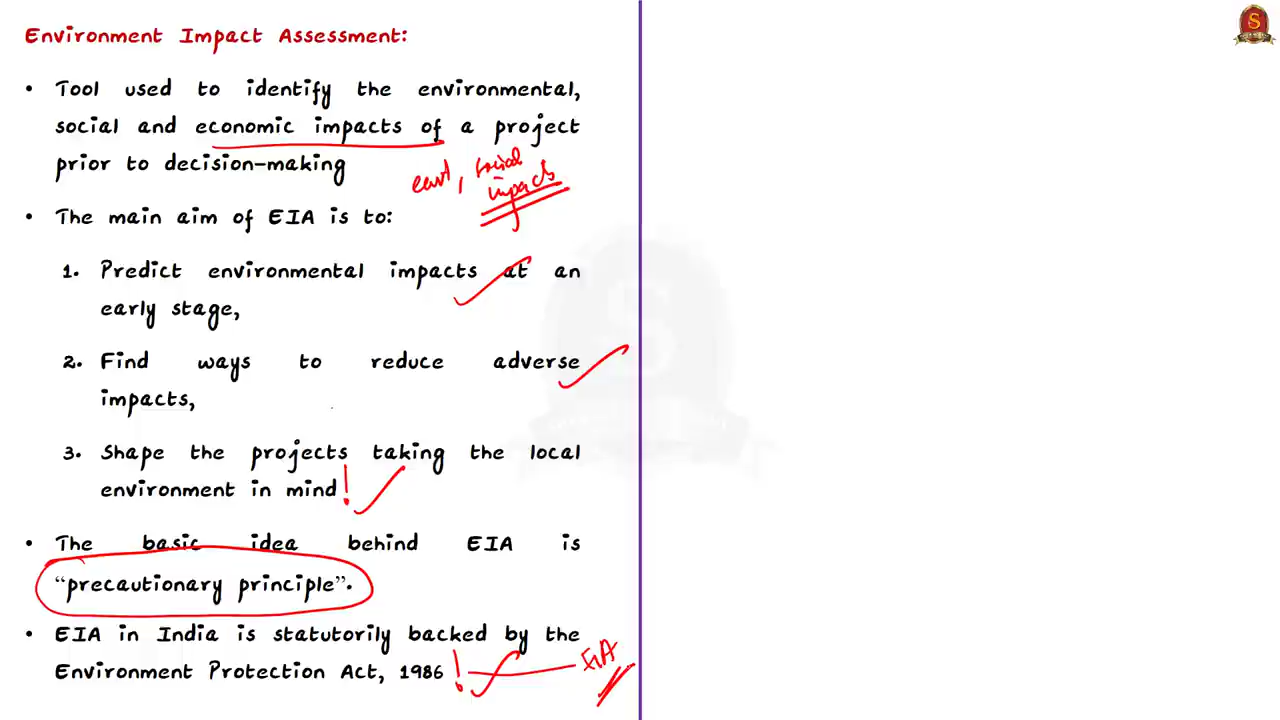 Environment Impact Assessment:
• Tool used to identify the environmental,
social and economic impacts of a project
prior to decision-making
social
impacts
• The main aim of EIA is to:
1. Predict environmental impacts at an
early stage,
2. Find ways to reduce adverse
impacts,
3. Shape the projects taking the local
environment in mind
• The basic idea behind EIA is
“precautionary principle”.
• EIA in India is statutorily backed by the
Environment Protection Act, 1986
EIA
S